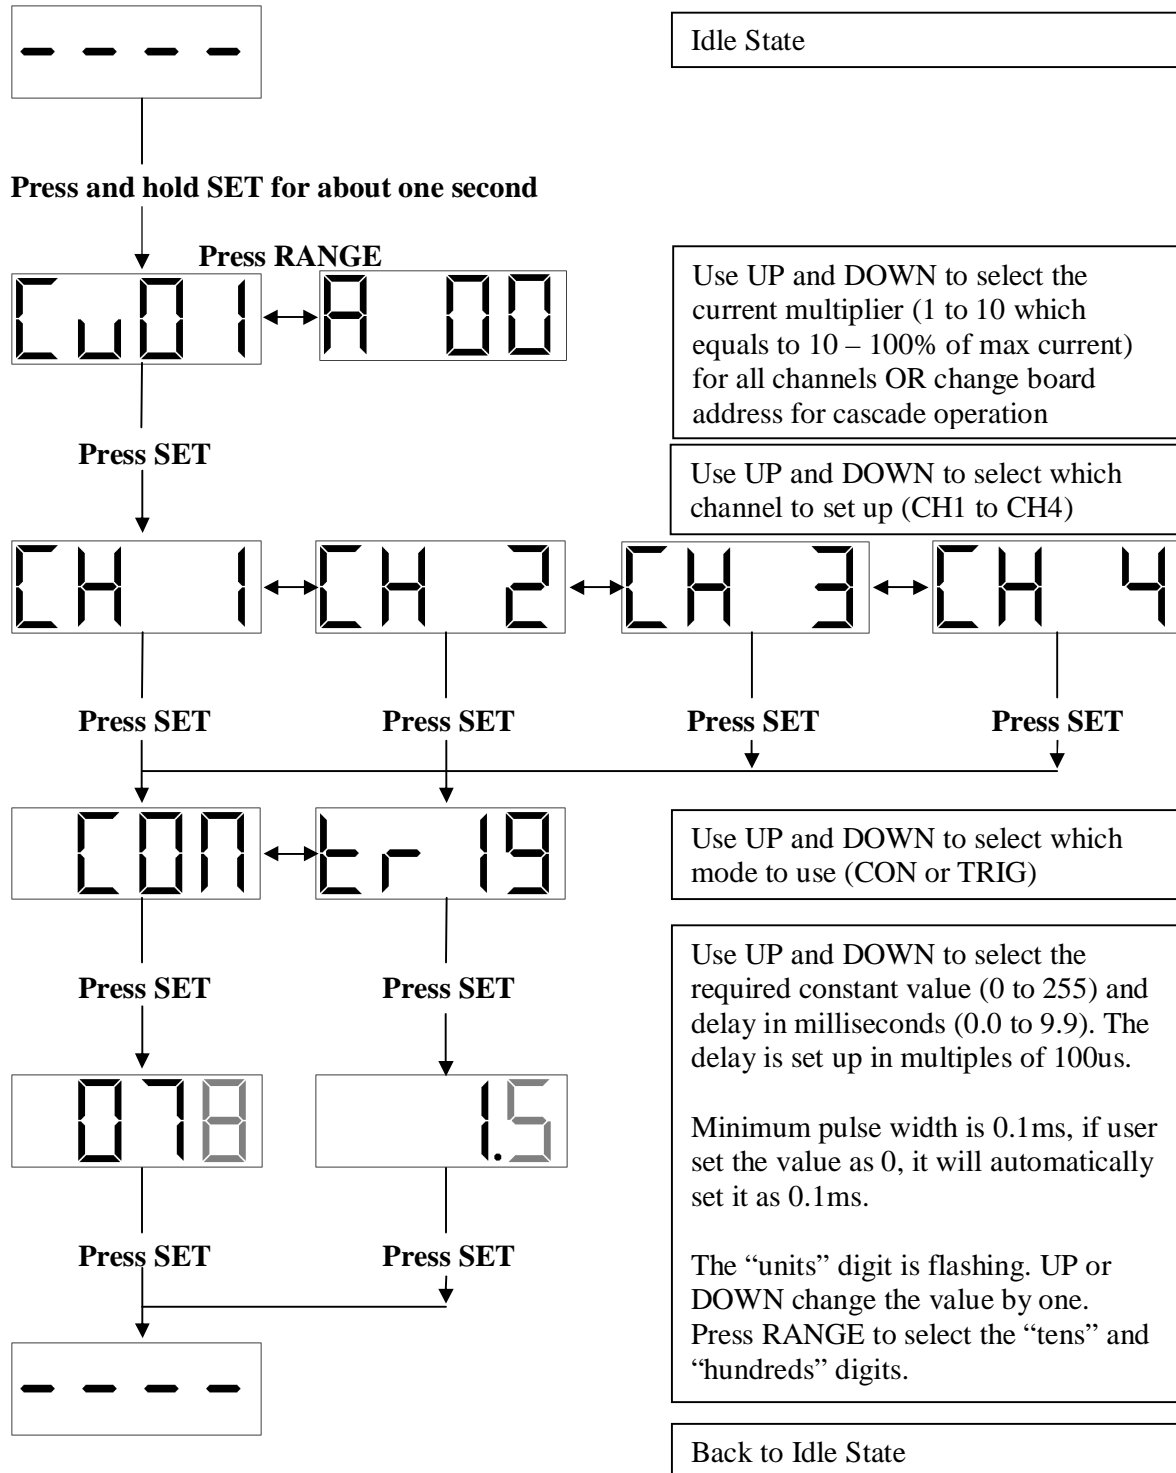 - - - -
Idle State
Press and hold SET for about one second
Press RANGE
Cu01
A 00
Use UP and DOWN to select the
current multiplier (1 to 10 which
equals to 10 – 100% of max current)
for all channels OR change board
address for cascade operation
Press SET
Use UP and DOWN to select which
channel to set up (CH1 to CH4)
CH 1
CH 2
CH 3
CH 4
Press SET
Press SET
Press SET
Press SET
CON
tr19
Use UP and DOWN to select which
mode to use (CON or TRIG)
Press SET
Press SET
Use UP and DOWN to select the
required constant value (0 to 255) and
delay in milliseconds (0.0 to 9.9). The
delay is set up in multiples of 100us.
078
1.5
Minimum pulse width is 0.1ms, if user
set the value as 0, it will automatically
set it as 0.1ms.
Press SET
Press SET
The “units” digit is flashing. UP or
DOWN change the value by one.
Press RANGE to select the “tens” and
“hundreds” digits.
- - - -
Back to Idle State